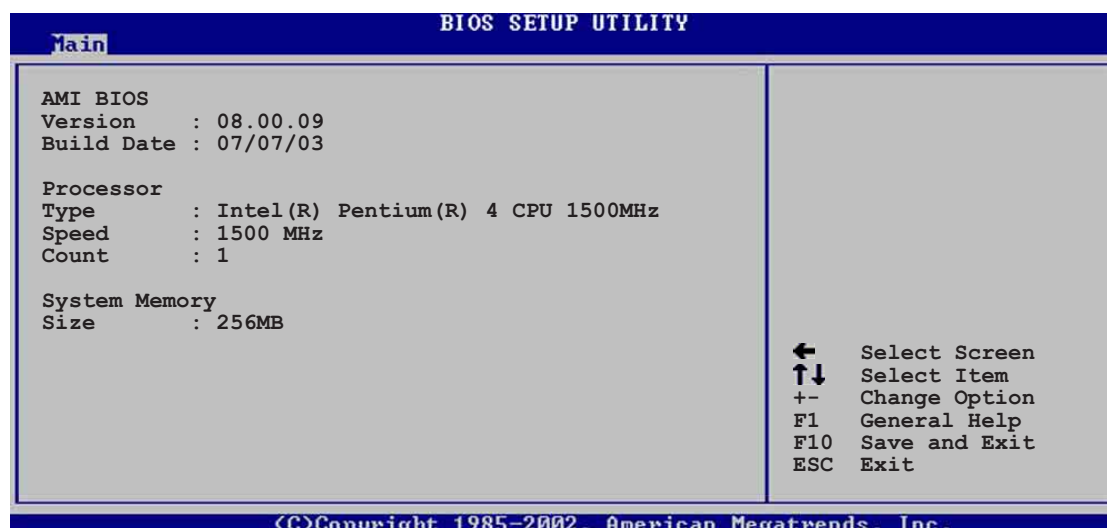 BIOS SETUP UTILITY
Main
AMI BIOS
Version : 08.00.09
Build Date : 07/07/03
Processor
Type : Intel(R) Pentium(R) 4 CPU 1500MHz
Speed : 1500 MHz
Count : 1
System Memory
Size : 256MB
← Select Screen
↑↓ Select Item
+- Change Option
F1 General Help
F10 Save and Exit
ESC Exit
(C)Copyright 1985-2002, American Megatrends, Inc.